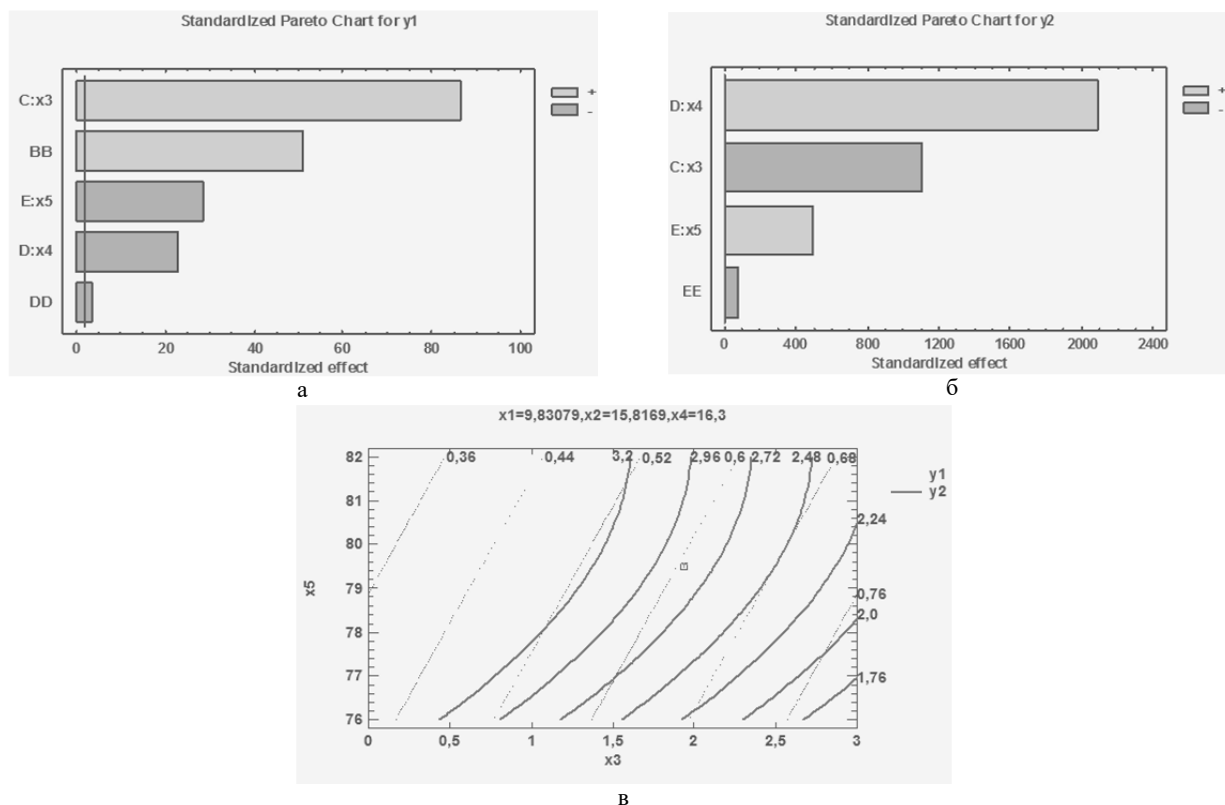 Standardized Pareto Chart for y1
C:x3
BB
E:x5
D:x4
DD
0 20 40 60 80 100
Standardized effect
+
-
а
Standardized Pareto Chart for y2
D:x4
C:x3
E:x5
EE
0 400 800 1200 1600 2000 2400
Standardized effect
+
-
б
x1=9,83079,x2=15,8169,x4=16,3
0,36 0,44 3,2 0,52 2,96 0,6 2,72 2,48 0,68
2,24
0,76
2,0
1,76
82
81
80
79
78
77
76
x5
0 0,5 1 1,5 2 2,5 3
x3
y1
y2
в